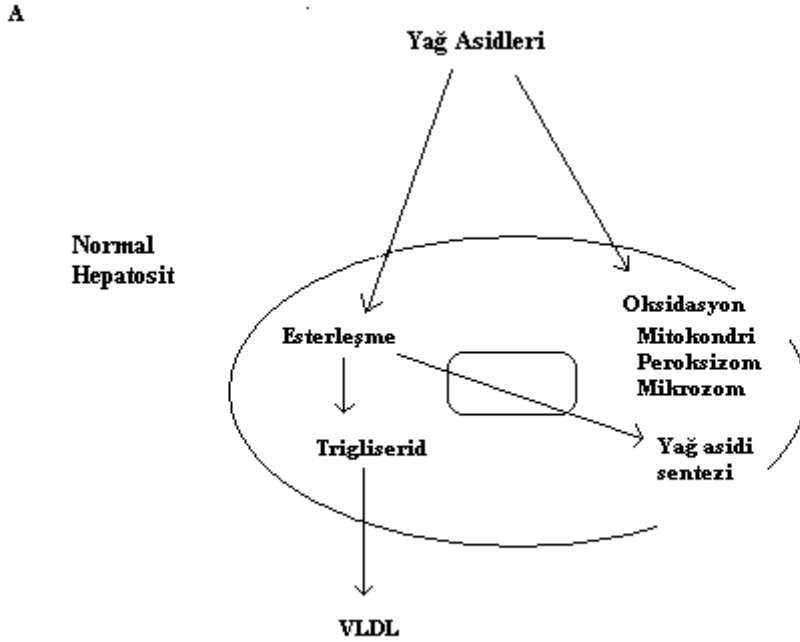 A
Yağ Asidleri
Normal
Hepatosit
Oksidasyon
Mitokondri
Peroksizom
Mikrozom
Esterleşme
Trigliserid
Yağ asidi
sentezi
VLDL